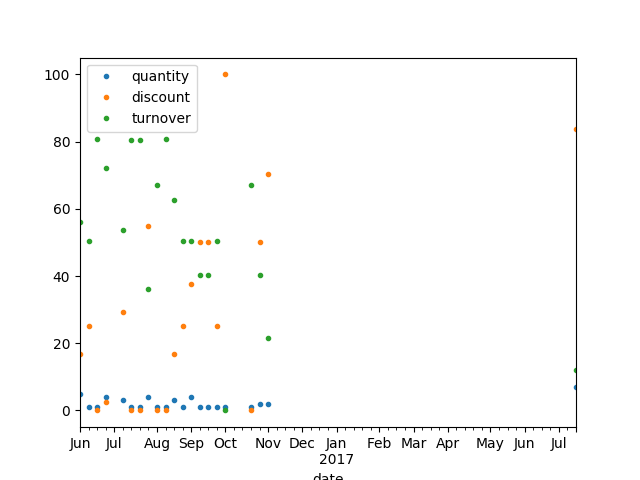 100
80
60
40
20
0
quantity
discount
turnover
Jun Jul Aug Sep Oct Nov Dec Jan Feb Mar Apr May Jun Jul
2017
date